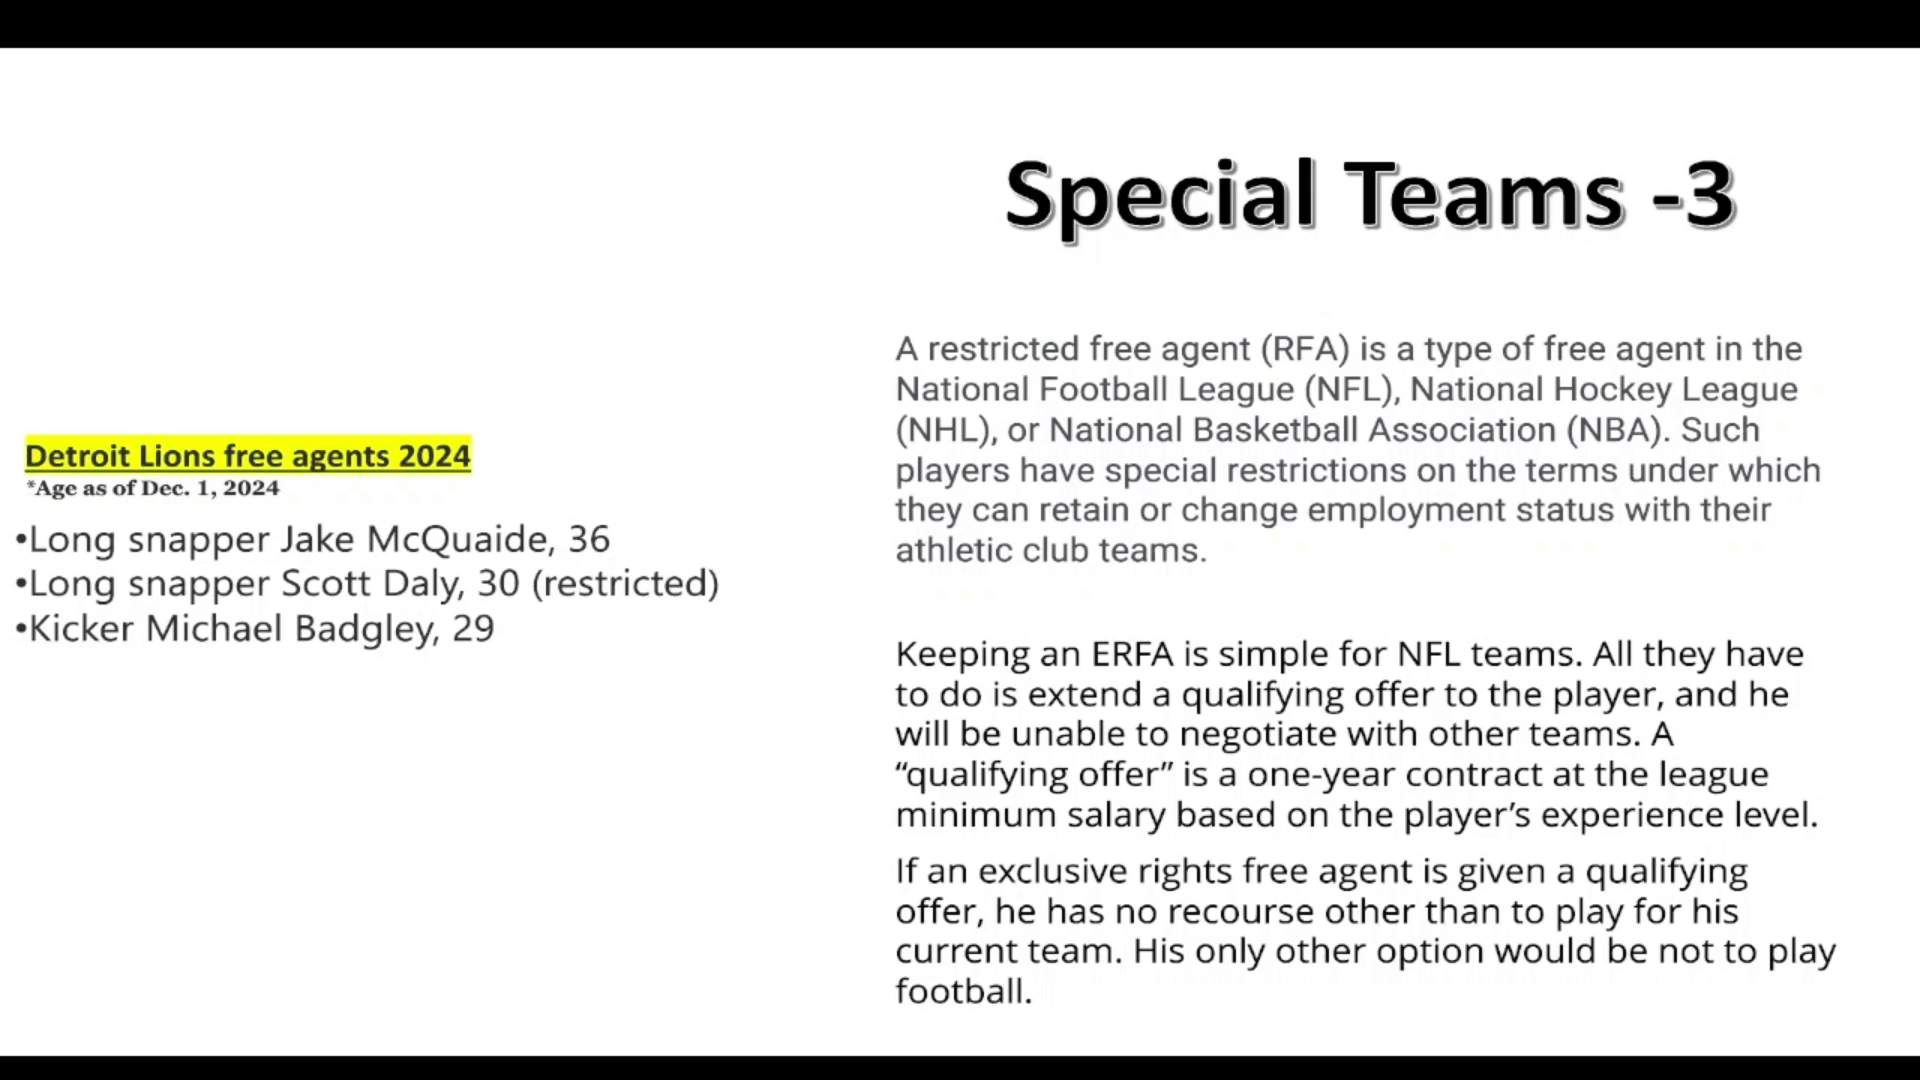 Special Teams -3
Detroit Lions free agents 2024
*Age as of Dec. 1, 2024
•Long snapper Jake McQuaide, 36
•Long snapper Scott Daly, 30 (restricted)
•Kicker Michael Badgley, 29
A restricted free agent (RFA) is a type of free agent in the
National Football League (NFL), National Hockey League
(NHL), or National Basketball Association (NBA). Such
players have special restrictions on the terms under which
they can retain or change employment status with their
athletic club teams.
Keeping an ERFA is simple for NFL teams. All they have
to do is extend a qualifying offer to the player, and he
will be unable to negotiate with other teams. A
“qualifying offer” is a one-year contract at the league
minimum salary based on the player’s experience level.
If an exclusive rights free agent is given a qualifying
offer, he has no recourse other than to play for his
current team. His only other option would be not to play
football.